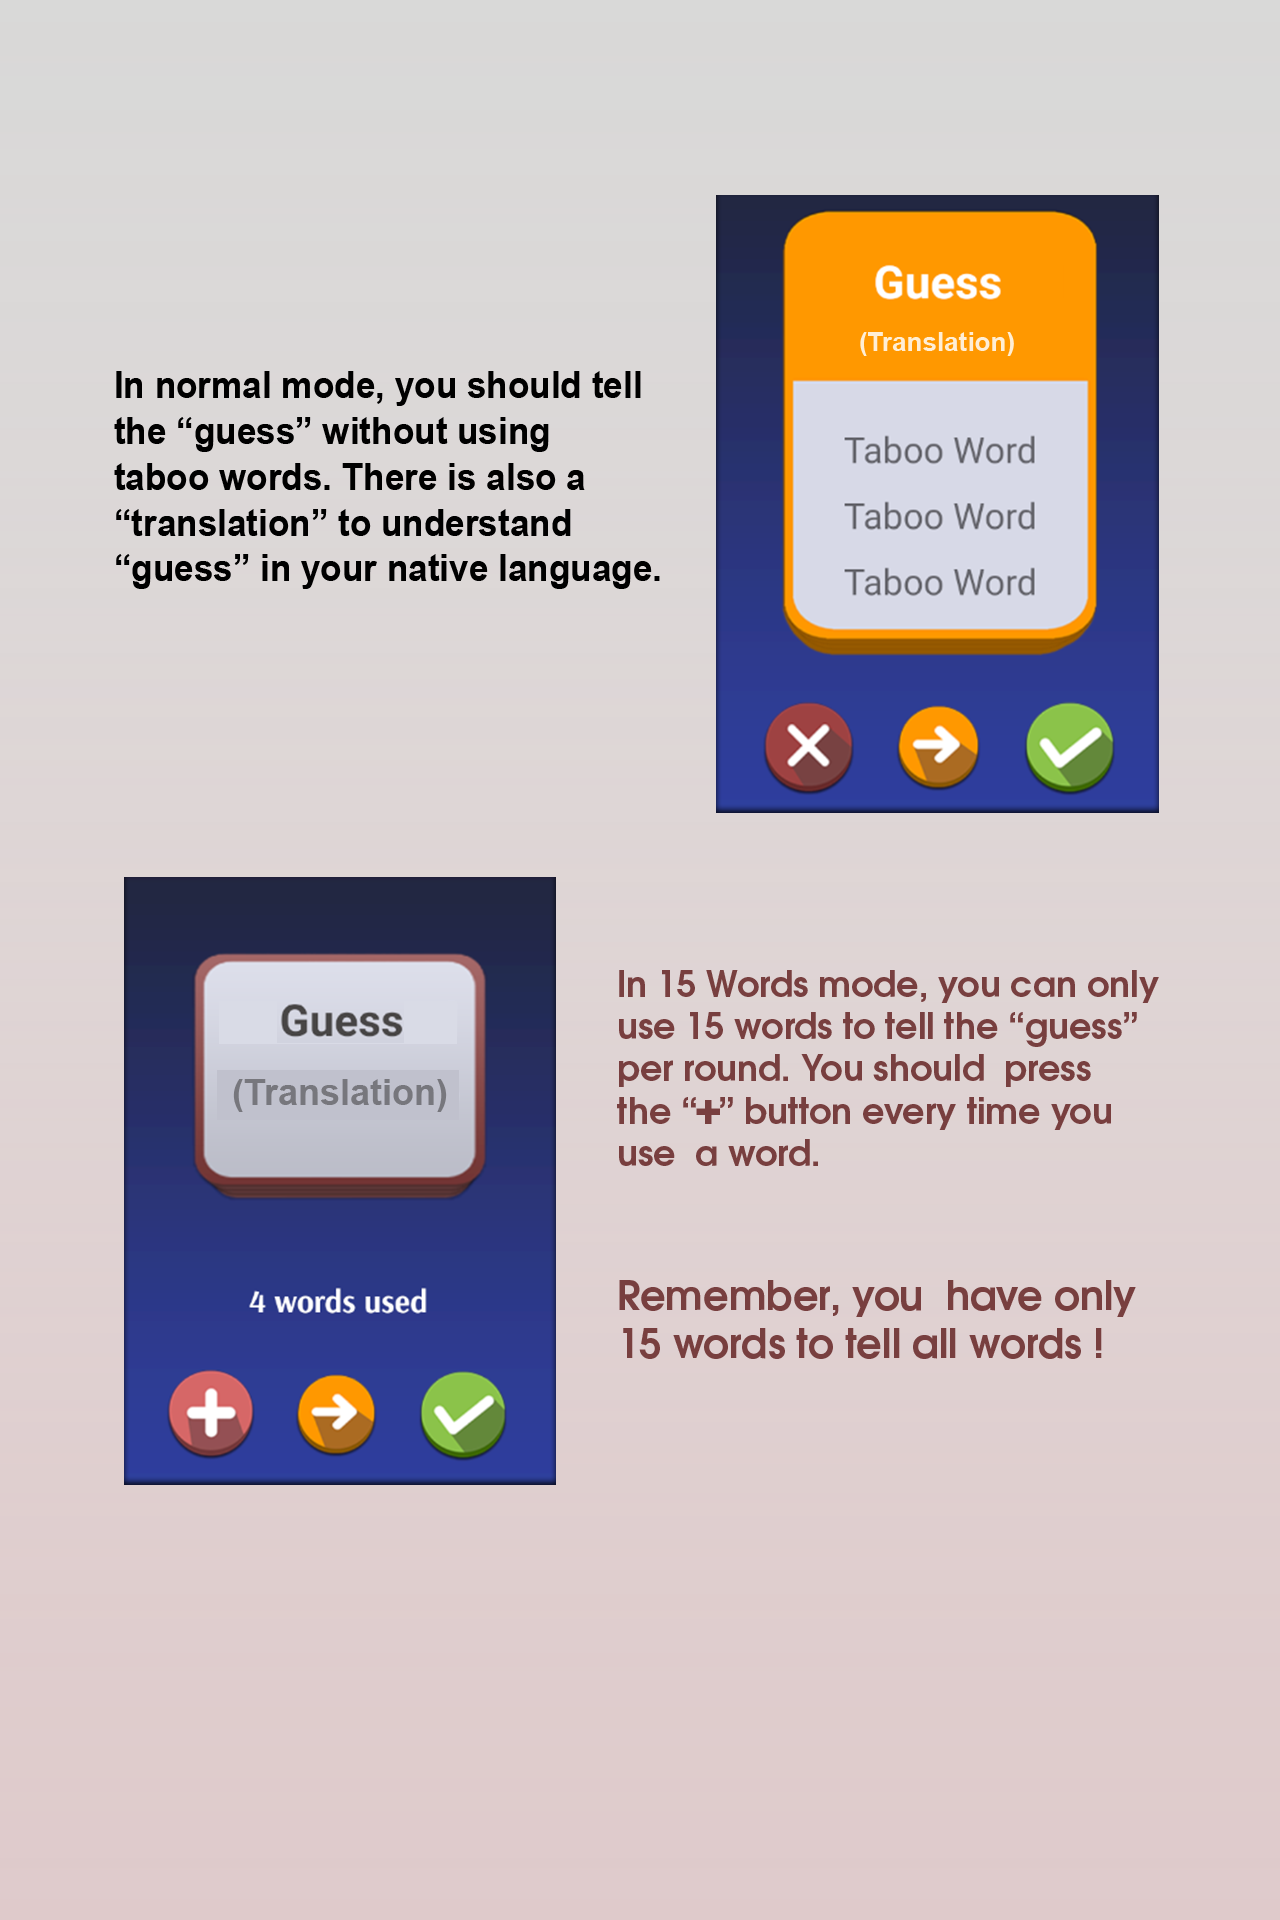 Guess
(Translation)
Taboo Word
Taboo Word
Taboo Word
In normal mode, you should tell
the “guess” without using
taboo words. There is also a
“translation” to understand
“guess” in your native language.
Guess
(Translation)
4 words used
In 15 Words mode, you can only
use 15 words to tell the “guess”
per round. You should press
the “+” button every time you
use a word.
Remember, you have only
15 words to tell all words !